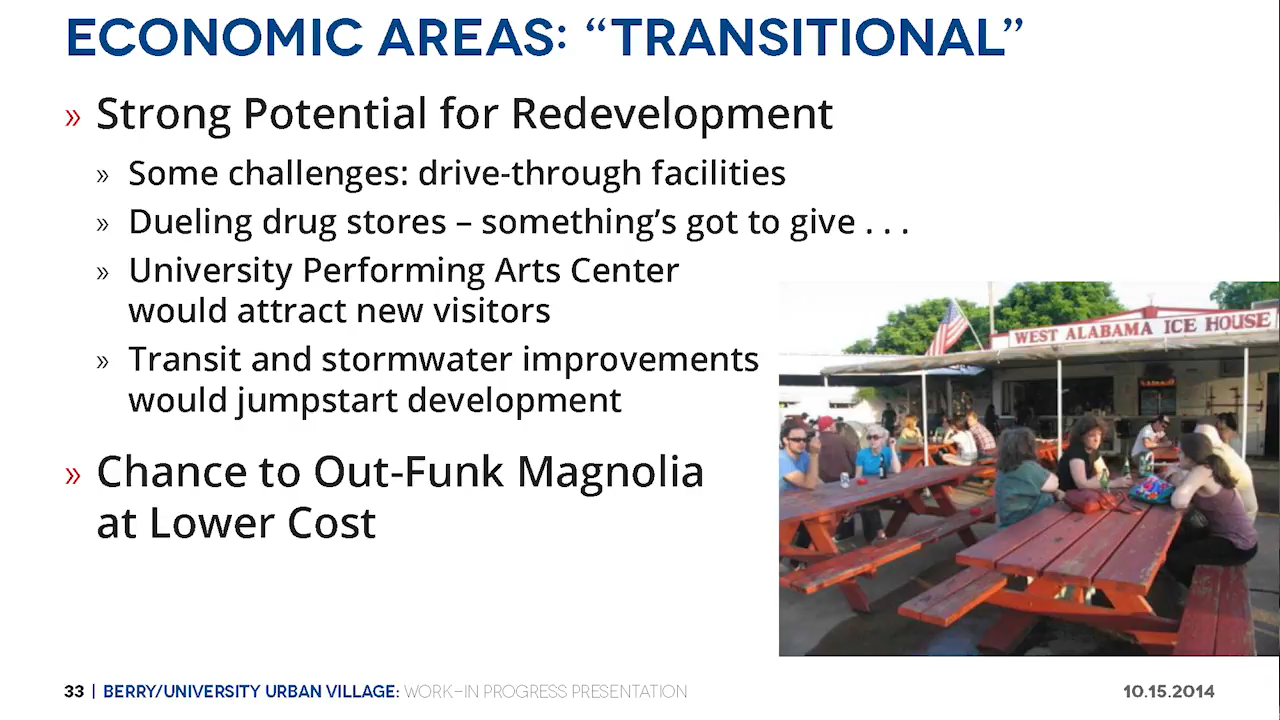 ECONOMIC AREAS: “TRANSITIONAL”
» Strong Potential for Redevelopment
» Some challenges: drive-through facilities
» Dueling drug stores – something’s got to give . . .
» University Performing Arts Center
would attract new visitors
» Transit and stormwater improvements
would jumpstart development
» Chance to Out-Funk Magnolia
at Lower Cost
WEST ALABAMA ICE HOUSE
33 | BERRY/UNIVERSITY URBAN VILLAGE: WORK-IN PROGRESS PRESENTATION
10.15.2014